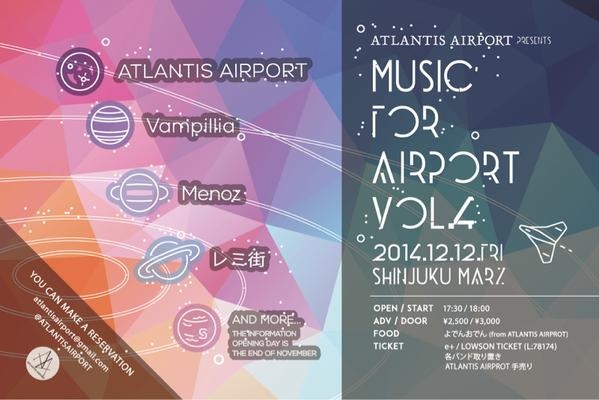 ATLANTIS AIRPORT
Vampillia
Menoz
レミ街
AND MORE...
THE INFORMATION
OPENING DAY IS
THE END OF NOVEMBER
YOU CAN MAKE A RESERVATION
atlantisairport@gmail.com
@ATLANTISAIRPORT
ATLANTIS AIRPORT PRESENTS
MUSIC
FOR
AIRPORT
VOL.4
2014.12.12.FRI
SHINJUKU MARZ
OPEN / START 17:30 / 18:00
ADV / DOOR ¥2,500 / ¥3,000
FOOD よでんおでん (from ATLANTIS AIRPROT)
TICKET e+ / LOWSON TICKET (L:78174)
各バンド取り置き
ATLANTIS AIRPROT 手売り